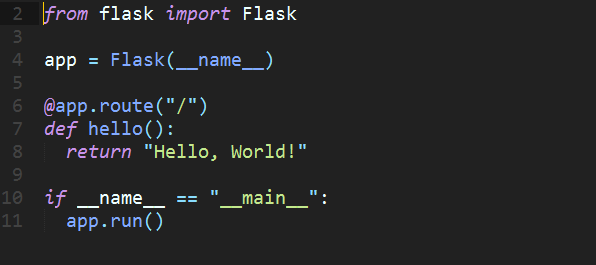 2 from flask import Flask
3
4 app = Flask(__name__)
5
6 @app.route("/")
7 def hello():
8   return "Hello, World!"
9
10 if __name__ == "__main__":
11   app.run()